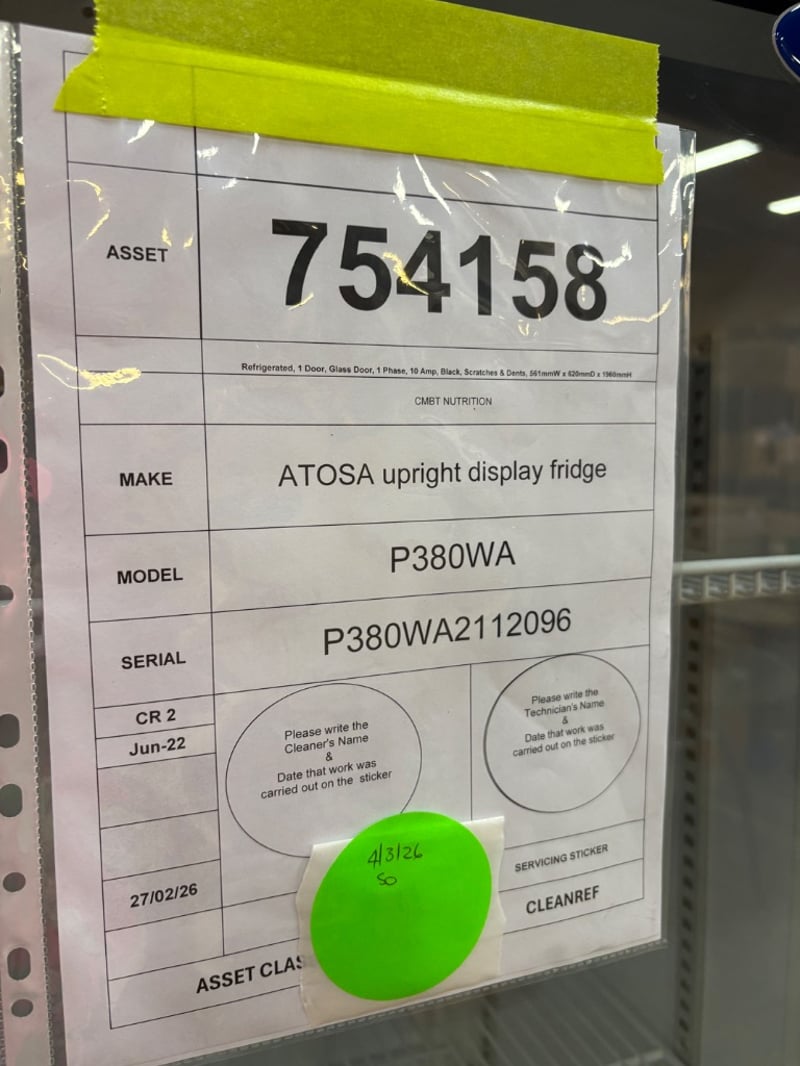 ASSET
754158
Refrigerated, 1 Door, Glass Door, 1 Phase, 10 Amp, Black, Scratches & Dents, 561mmW x 620mmD x 1960mmH
CMBT NUTRITION
MAKE
ATOSA upright display fridge
MODEL
P380WA
SERIAL
P380WA2112096
CR 2
Jun-22
Please write the
Cleaner's Name
&
Date that work was
carried out on the sticker
Please write the
Technician's Name
&
Date that work was
carried out on the sticker
4/3/26
SO
27/02/26
SERVICING STICKER
CLEANREF
ASSET CLAS